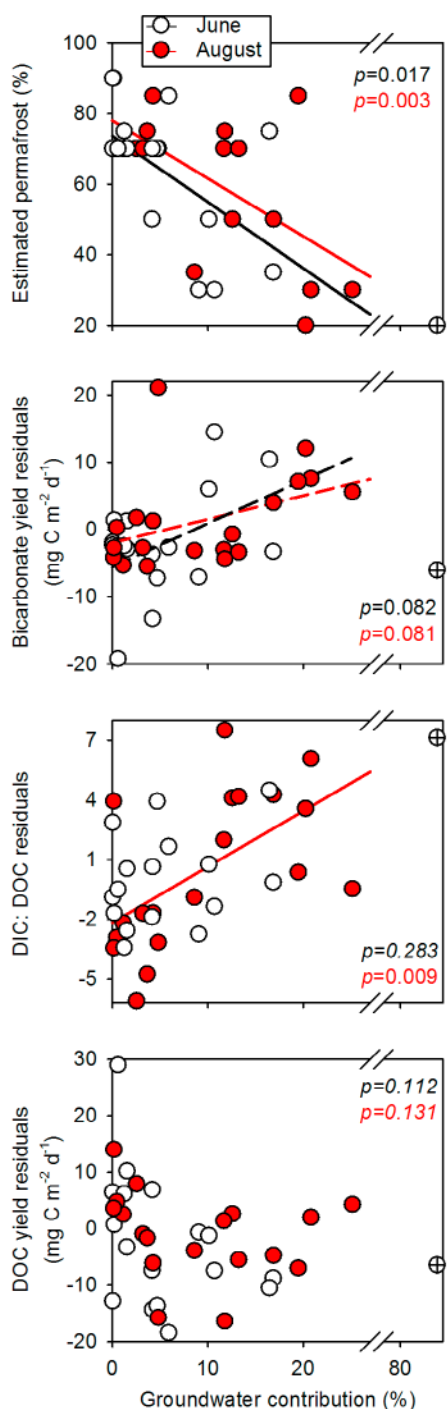 June
August
100
80
60
40
20
Estimated permafrost (%)
p=0.017
p=0.003
20
10
0
-10
-20
Bicarbonate yield residuals
(mg C m-2 d-1)
p=0.082
p=0.081
7
4
1
-2
-5
DIC: DOC residuals
p=0.283
p=0.009
30
20
10
0
-10
-20
DOC yield residuals
(mg C m-2 d-1)
p=0.112
p=0.131
0 10 20 80
Groundwater contribution (%)